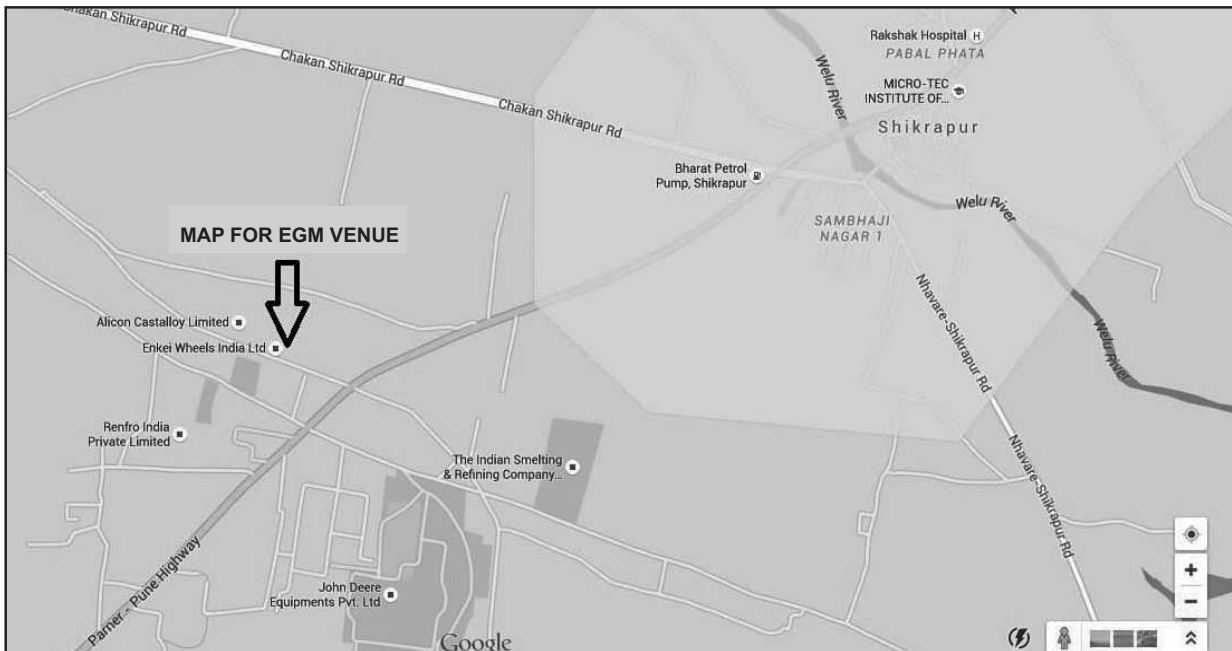 Chakan Shikrapur Rd
Chakan Shikrapur Rd
Chakan Shikrapur Rd
Welu River
Rakshak Hospital H
PABAL PHATA
MICRO-TEC
INSTITUTE OF...
Shikrapur
Bharat Petrol
Pump, Shikrapur
Welu River
SAMBHAJI
NAGAR 1
MAP FOR EGM VENUE
Alicon Castalloy Limited
Enkei Wheels India Ltd
Nhavare-Shikrapur Rd
Welu River
Renfro India
Private Limited
The Indian Smelting
& Refining Company...
Nhavare-Shikrapur Rd
Parner - Pune Highway
John Deere
Equipments Pvt. Ltd
Google
+
−